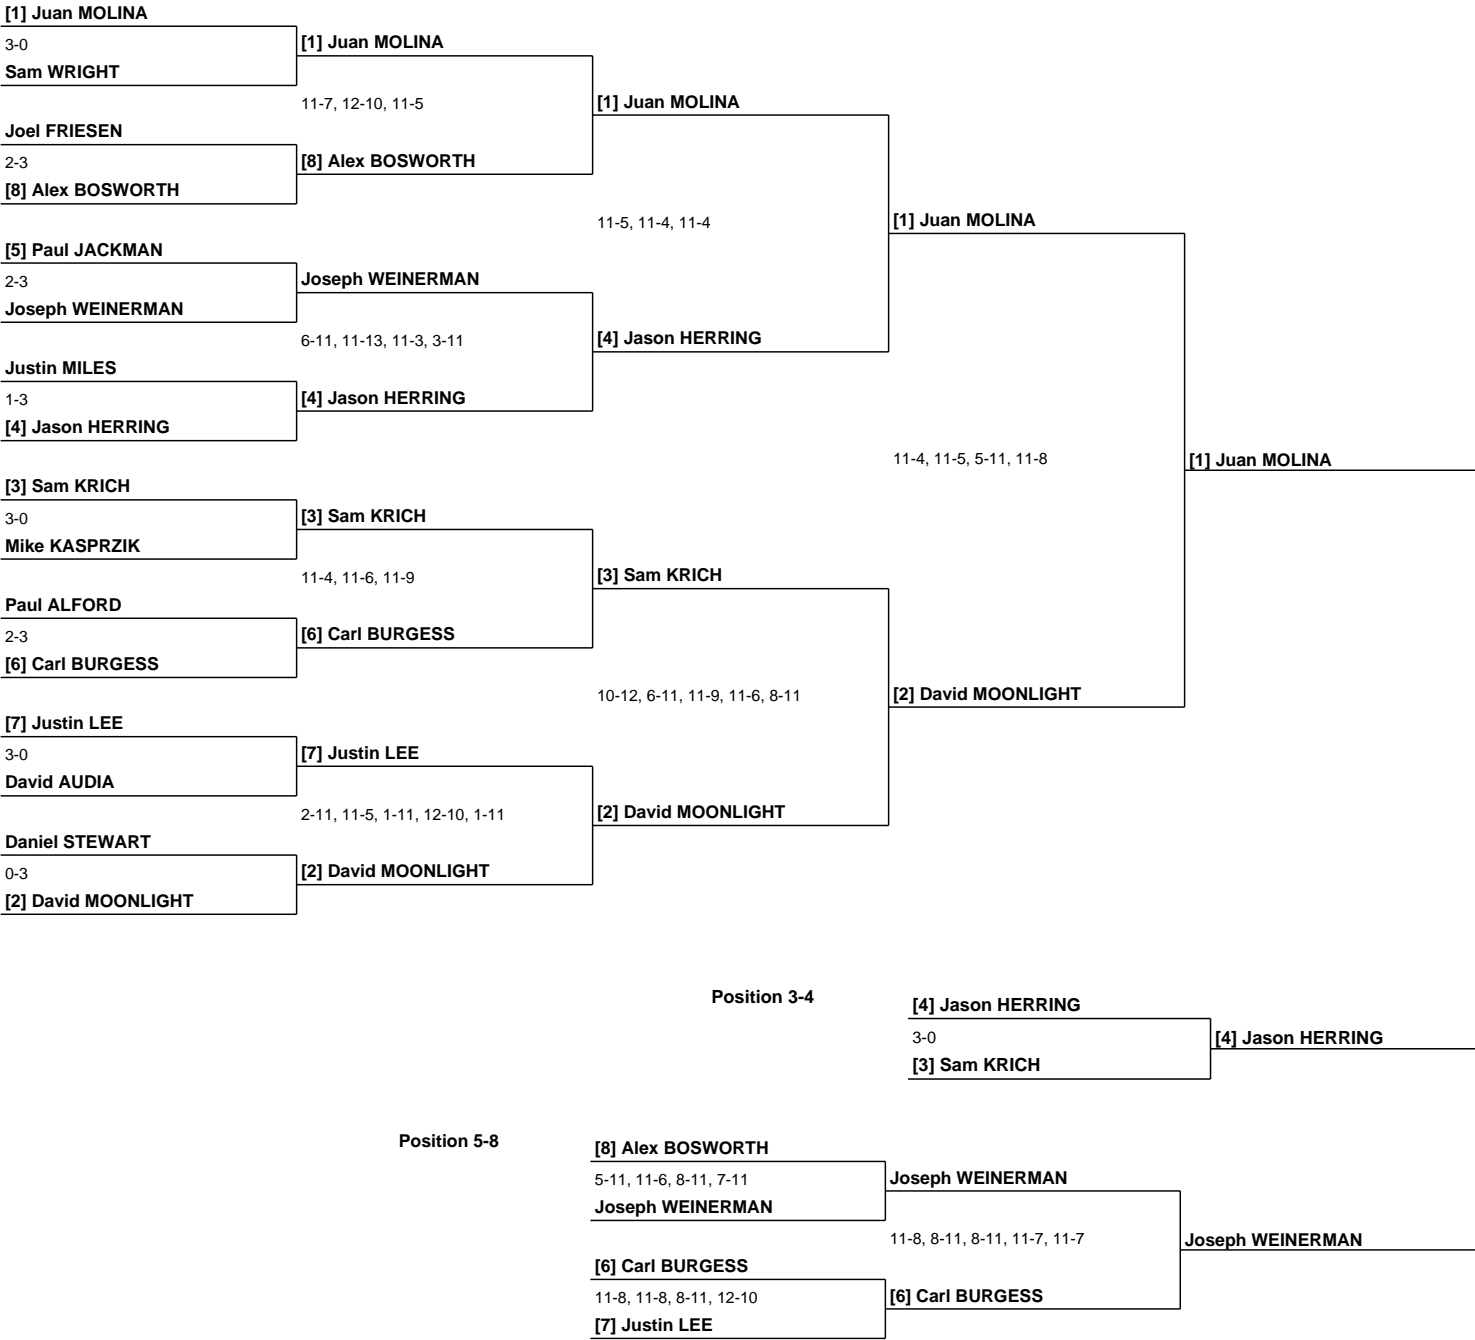 [1] Juan MOLINA
3-0
Sam WRIGHT
[1] Juan MOLINA
11-7, 12-10, 11-5
Joel FRIESEN
2-3
[8] Alex BOSWORTH
[8] Alex BOSWORTH
[1] Juan MOLINA
11-5, 11-4, 11-4
[5] Paul JACKMAN
2-3
Joseph WEINERMAN
Joseph WEINERMAN
6-11, 11-13, 11-3, 3-11
Justin MILES
1-3
[4] Jason HERRING
[4] Jason HERRING
[4] Jason HERRING
[1] Juan MOLINA
11-4, 11-5, 5-11, 11-8
[1] Juan MOLINA
[3] Sam KRICH
3-0
Mike KASPRZIK
[3] Sam KRICH
11-4, 11-6, 11-9
Paul ALFORD
2-3
[6] Carl BURGESS
[6] Carl BURGESS
[3] Sam KRICH
10-12, 6-11, 11-9, 11-6, 8-11
[7] Justin LEE
3-0
David AUDIA
[7] Justin LEE
2-11, 11-5, 1-11, 12-10, 1-11
Daniel STEWART
0-3
[2] David MOONLIGHT
[2] David MOONLIGHT
[2] David MOONLIGHT
[2] David MOONLIGHT
Position 3-4
[4] Jason HERRING
3-0
[3] Sam KRICH
[4] Jason HERRING
Position 5-8
[8] Alex BOSWORTH
5-11, 11-6, 8-11, 7-11
Joseph WEINERMAN
Joseph WEINERMAN
11-8, 8-11, 8-11, 11-7, 11-7
Joseph WEINERMAN
[6] Carl BURGESS
11-8, 11-8, 8-11, 12-10
[7] Justin LEE
[6] Carl BURGESS